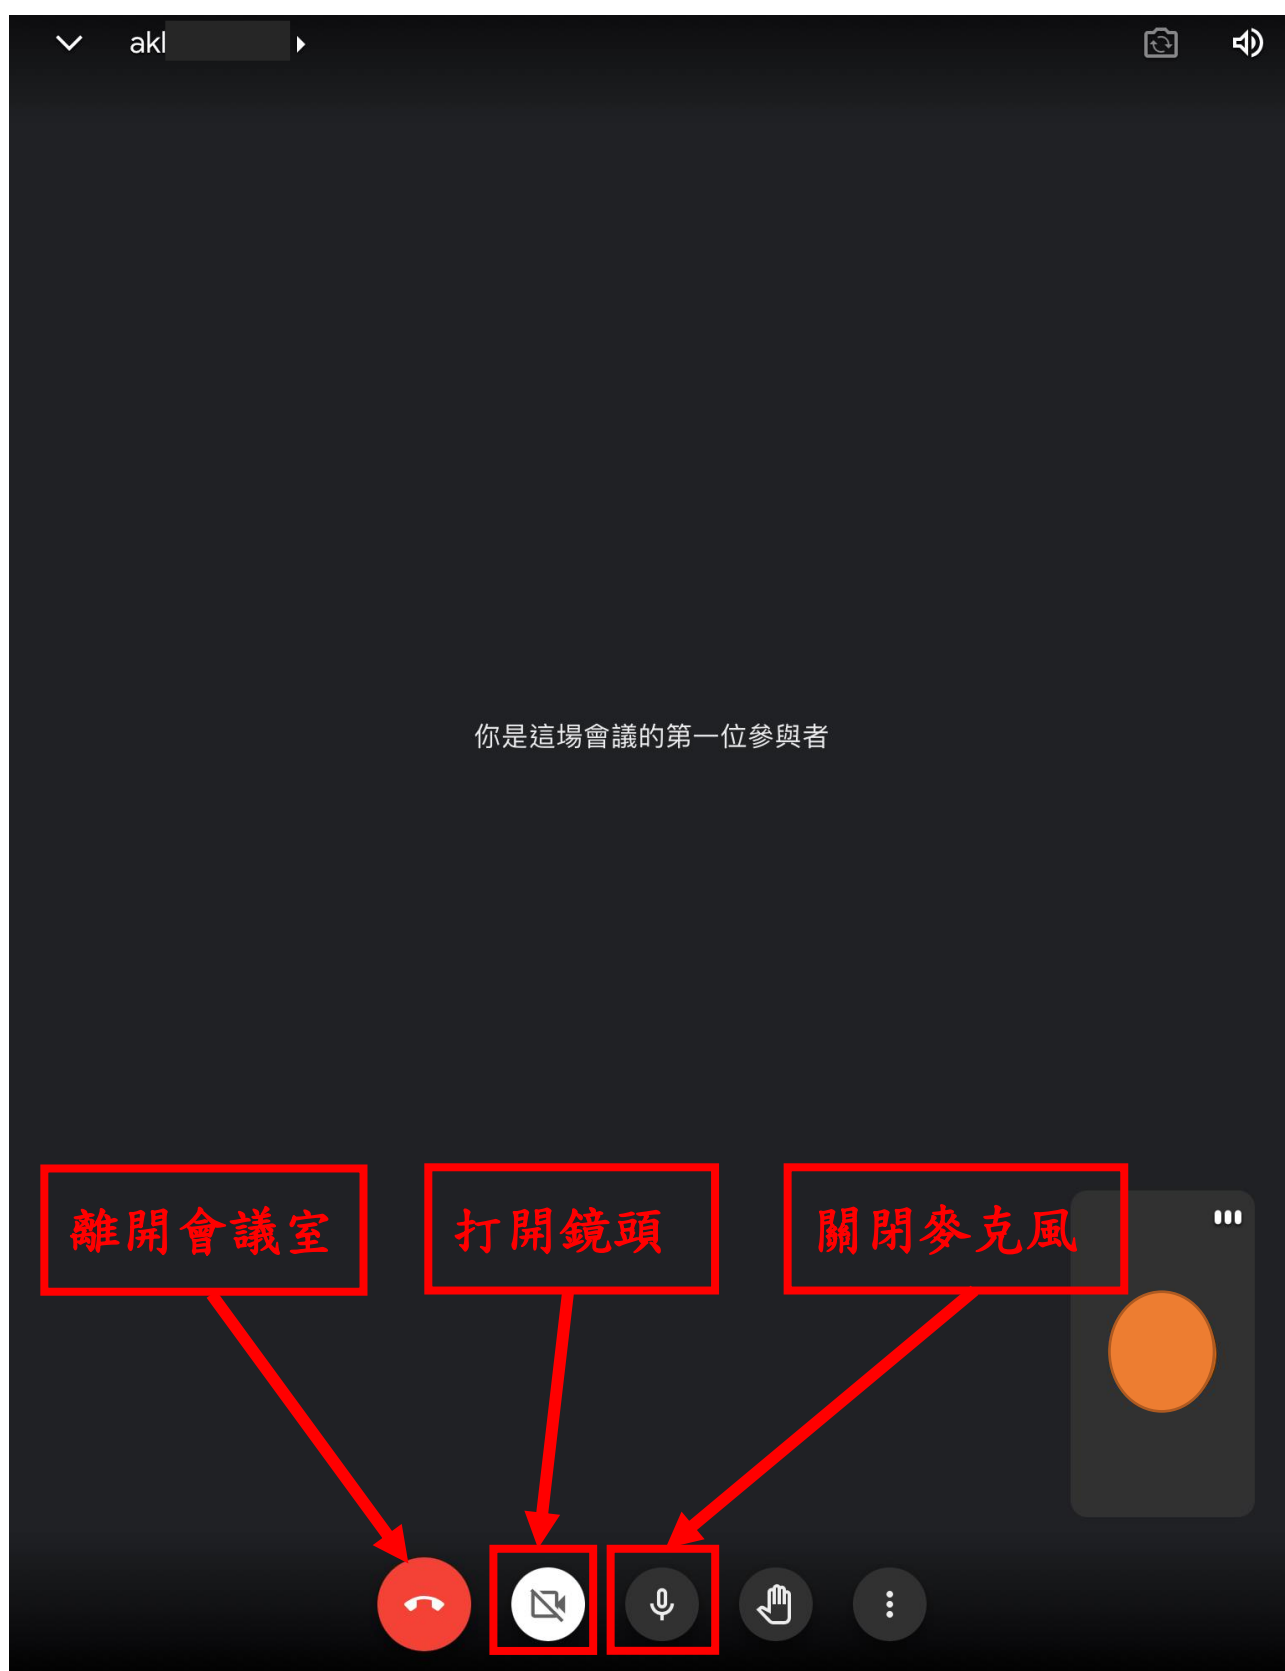 akl
你是這場會議的第一位參與者
離開會議室
打開鏡頭
關閉麥克風